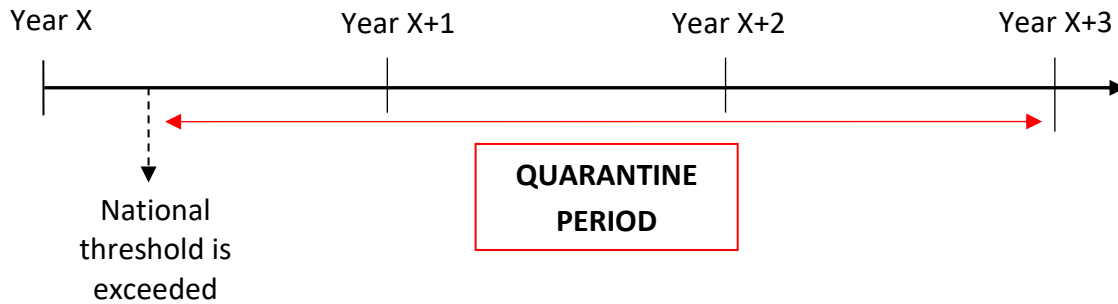 Year X
Year X+1
Year X+2
Year X+3
QUARANTINE
PERIOD
National
threshold is
exceeded